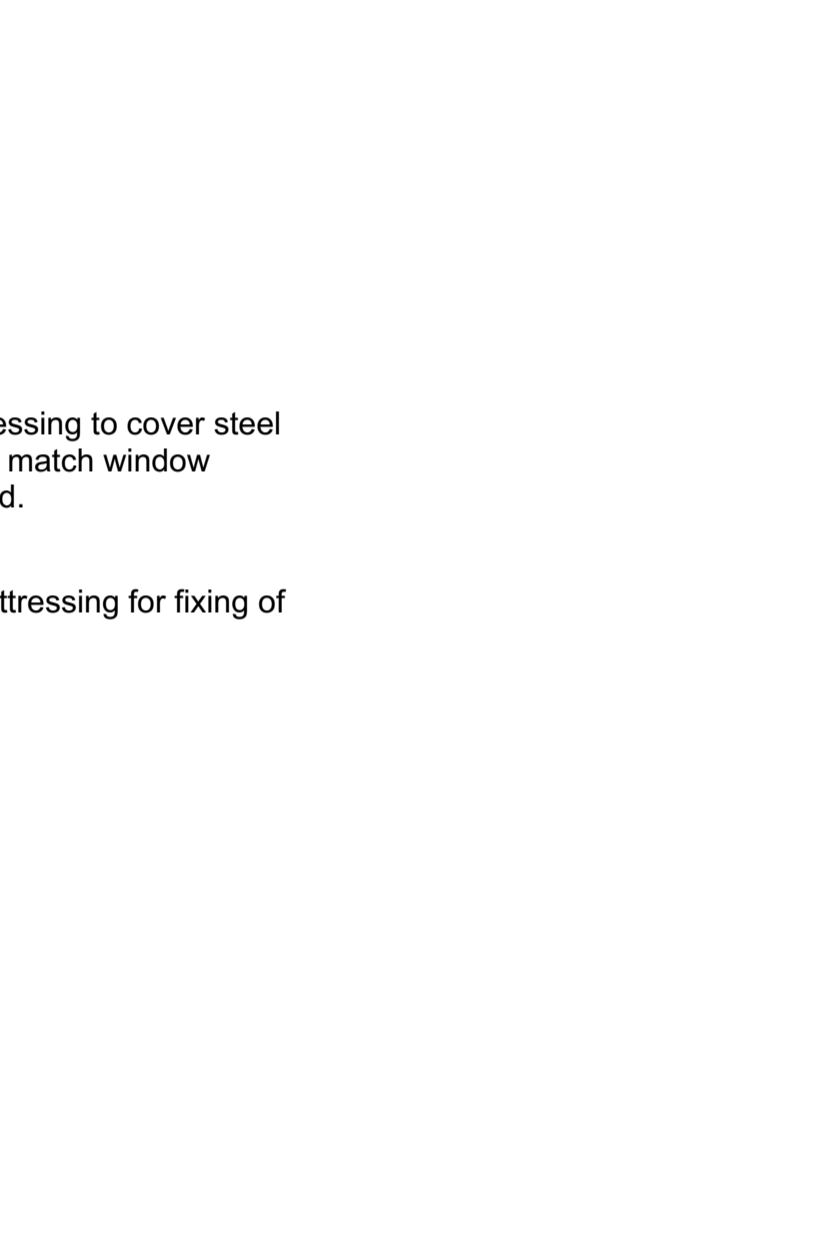 essing to cover steel
match window
d.
ttressing for fixing of